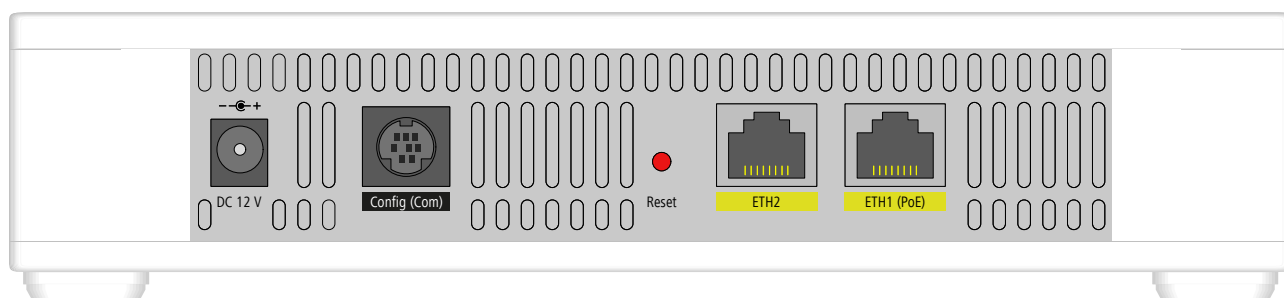 DC 12 V
Config (Com)
Reset
ETH2
ETH1 (PoE)